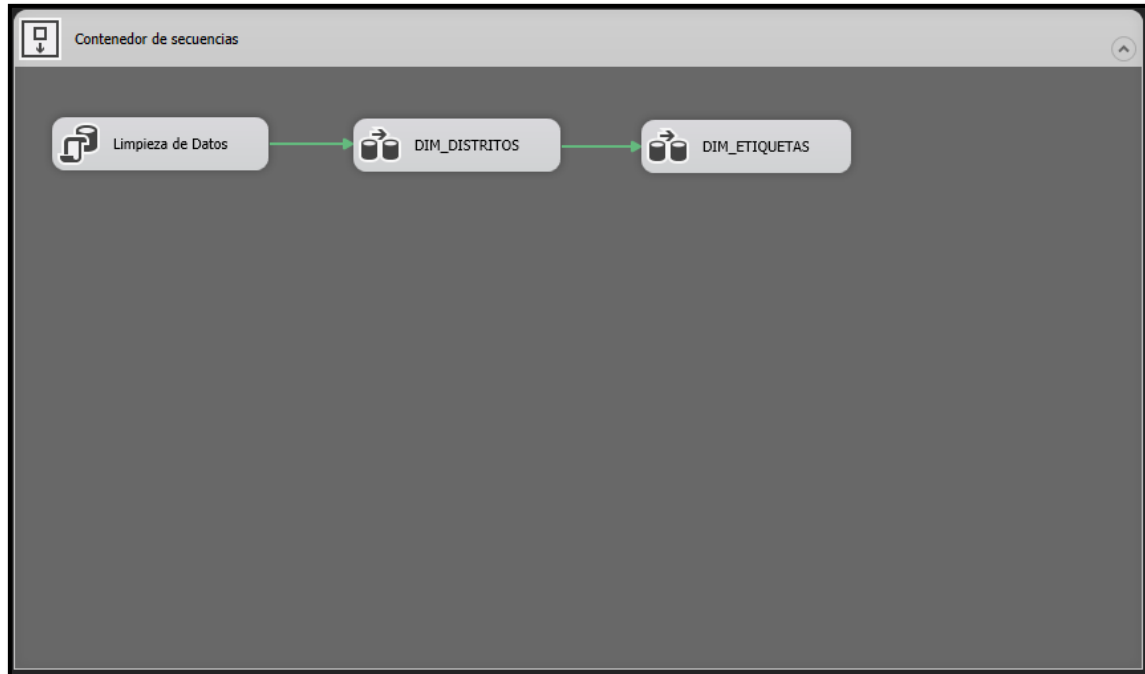 Contenedor de secuencias
Limpieza de Datos
DIM_DISTRITOS
DIM_ETIQUETAS